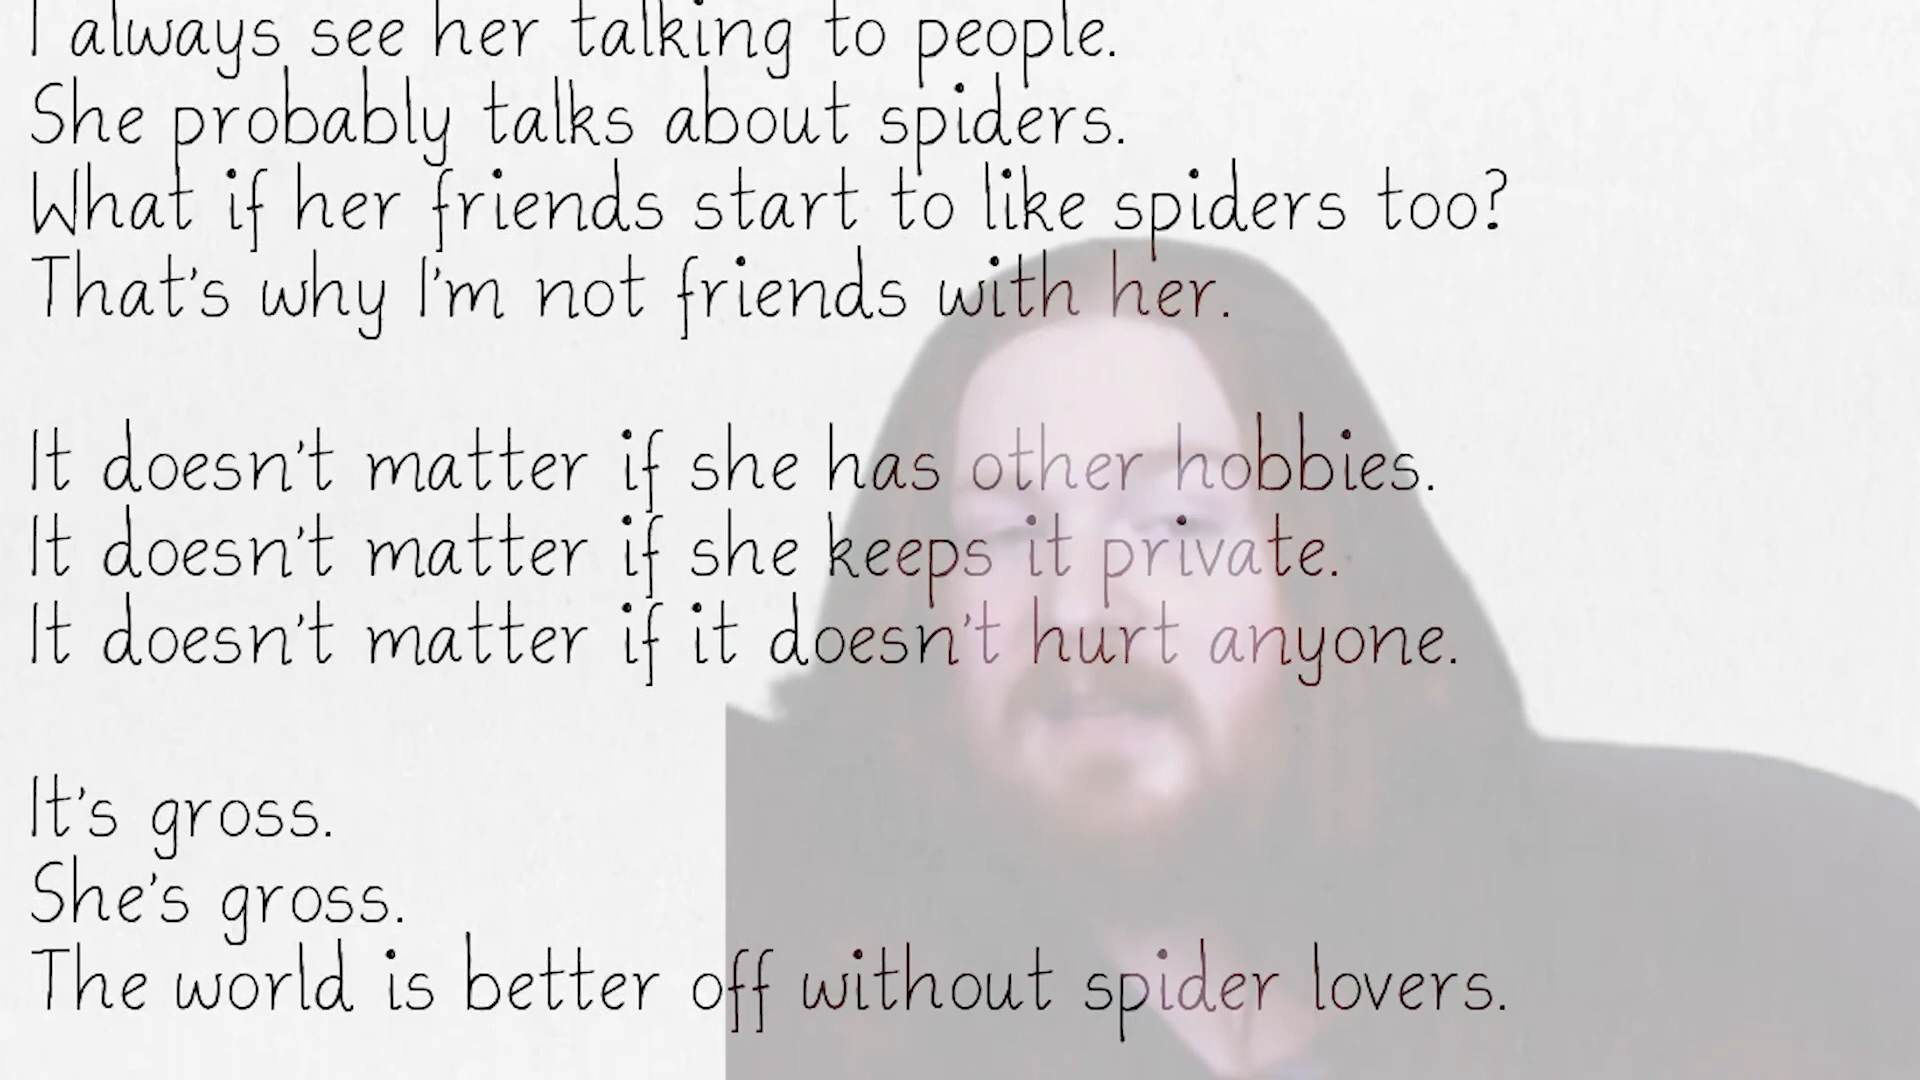 I always see her talking to people.
She probably talks about spiders.
What if her friends start to like spiders too?
That's why I'm not friends with her.
It doesn't matter if she has other hobbies.
It doesn't matter if she keeps it private.
It doesn't matter if it doesn't hurt anyone.
It's gross.
She's gross.
The world is better off without spider lovers.